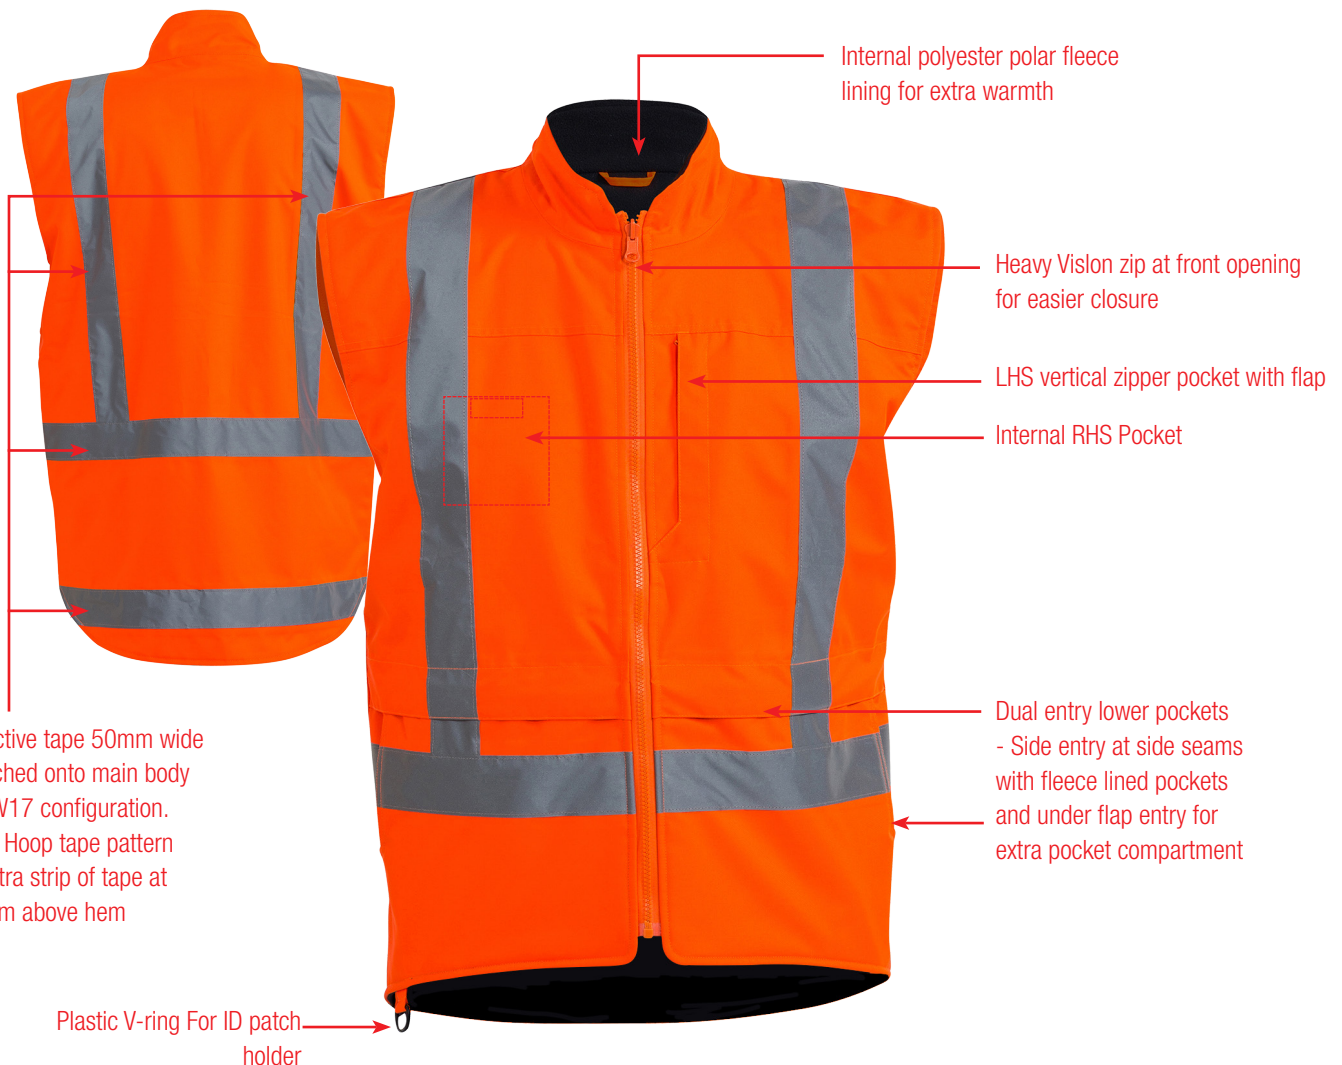 Internal polyester polar fleece
lining for extra warmth
Heavy Vislon zip at front opening
for easier closure
LHS vertical zipper pocket with flap
Internal RHS Pocket
Dual entry lower pockets
- Side entry at side seams
with fleece lined pockets
and under flap entry for
extra pocket compartment
ctive tape 50mm wide
ched onto main body
W17 configuration.
Hoop tape pattern
tra strip of tape at
m above hem
Plastic V-ring For ID patch
holder